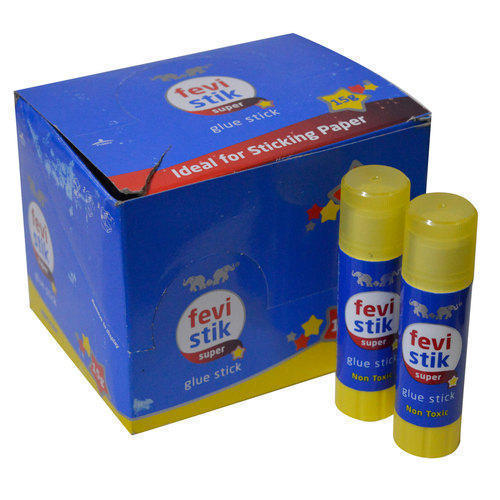 fevi
stik
super
glue stick
15g
Ideal for Sticking Paper
fevi
stik
super
glue stick
fevi
stik
super
glue stick
Non Toxic
fevi
stik
super
glue stick
Non Toxic